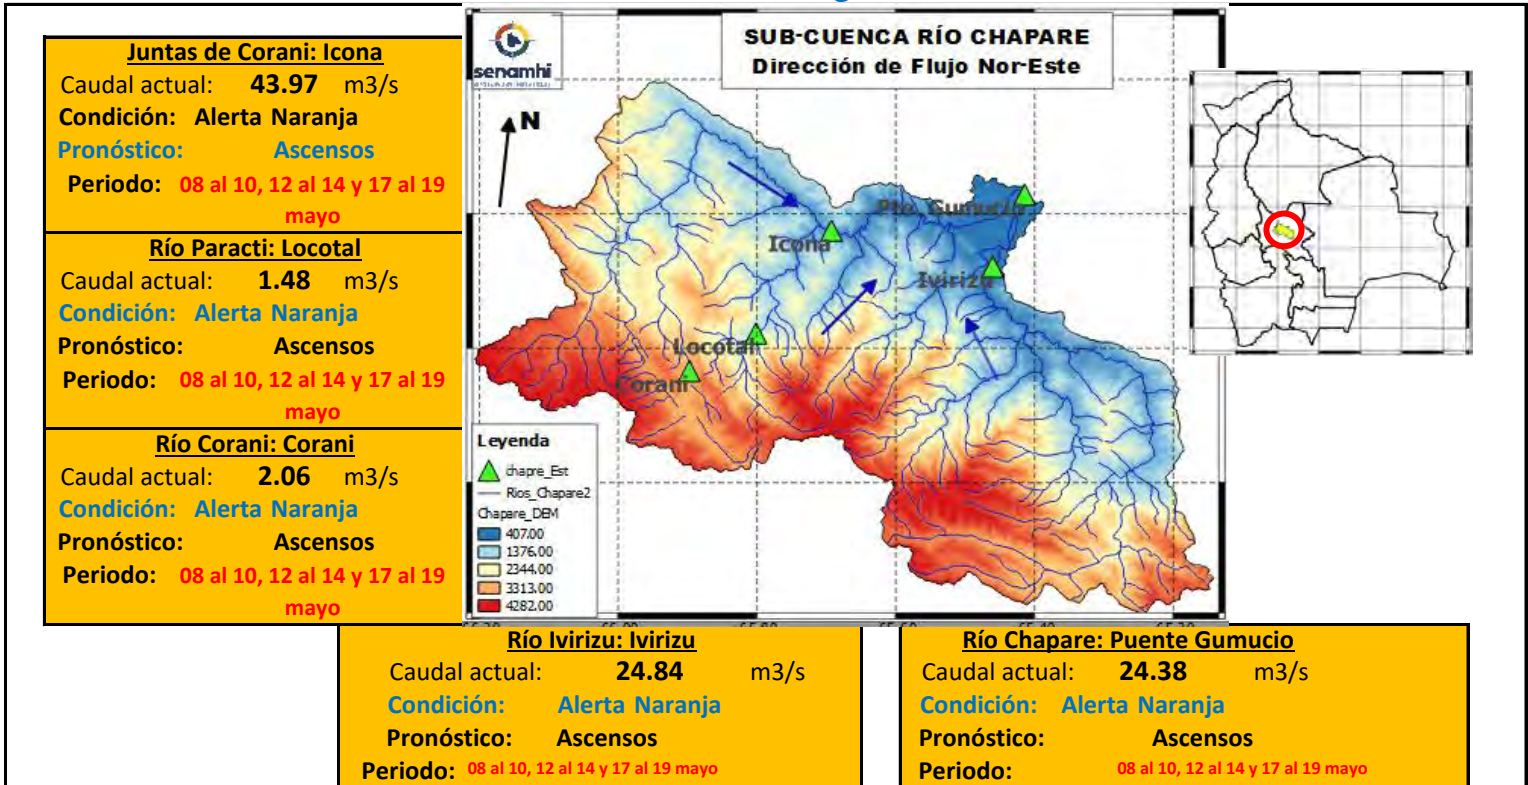 Juntas de Corani: Icona
Caudal actual: 43.97 m3/s
Condición: Alerta Naranja
Pronóstico: Ascensos
Periodo: 08 al 10, 12 al 14 y 17 al 19
mayo
Río Paracti: Locotal
Caudal actual: 1.48 m3/s
Condición: Alerta Naranja
Pronóstico: Ascensos
Periodo: 08 al 10, 12 al 14 y 17 al 19
mayo
Río Corani: Corani
Caudal actual: 2.06 m3/s
Condición: Alerta Naranja
Pronóstico: Ascensos
Periodo: 08 al 10, 12 al 14 y 17 al 19
mayo
senamhi
SUB-CUENCA RÍO CHAPARE
Dirección de Flujo Nor-Este
N
Pto. Gumucio
Icona
Ivirizu
Locotal
Corani
Leyenda
chapre_Est
Rios_Chapare2
Chapare_DEM
407.00
1376.00
2344.00
3313.00
4282.00
Río Ivirizu: Ivirizu
Caudal actual: 24.84 m3/s
Condición: Alerta Naranja
Pronóstico: Ascensos
Periodo: 08 al 10, 12 al 14 y 17 al 19 mayo
Río Chapare: Puente Gumucio
Caudal actual: 24.38 m3/s
Condición: Alerta Naranja
Pronóstico: Ascensos
Periodo: 08 al 10, 12 al 14 y 17 al 19 mayo